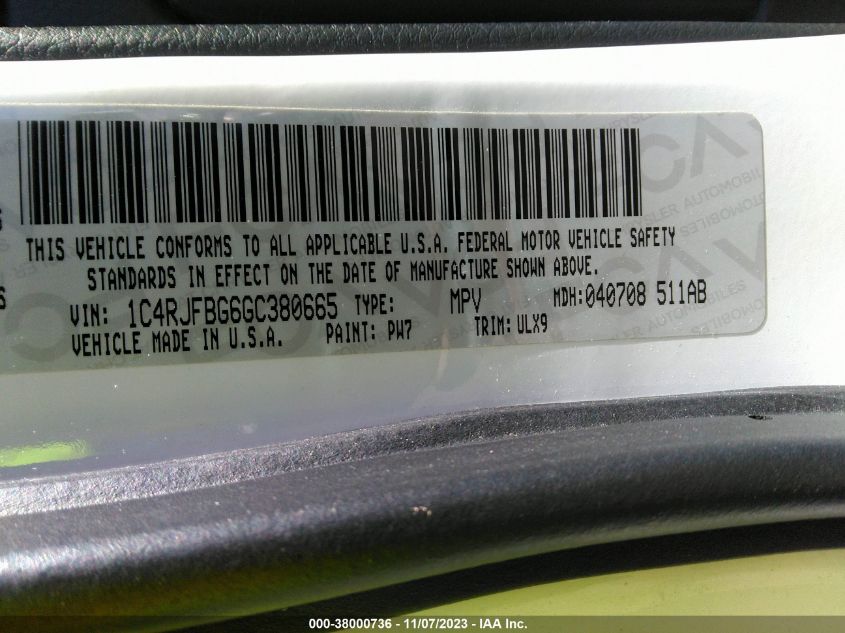 THIS VEHICLE CONFORMS TO ALL APPLICABLE U.S.A. FEDERAL MOTOR VEHICLE SAFETY
STANDARDS IN EFFECT ON THE DATE OF MANUFACTURE SHOWN ABOVE.
VIN: 1C4RJFBG6GC380665 TYPE: MPV MDH:040708 511AB
VEHICLE MADE IN U.S.A. PAINT: PW7 TRIM:ULX9
000-38000736 - 11/07/2023 - IAA Inc.